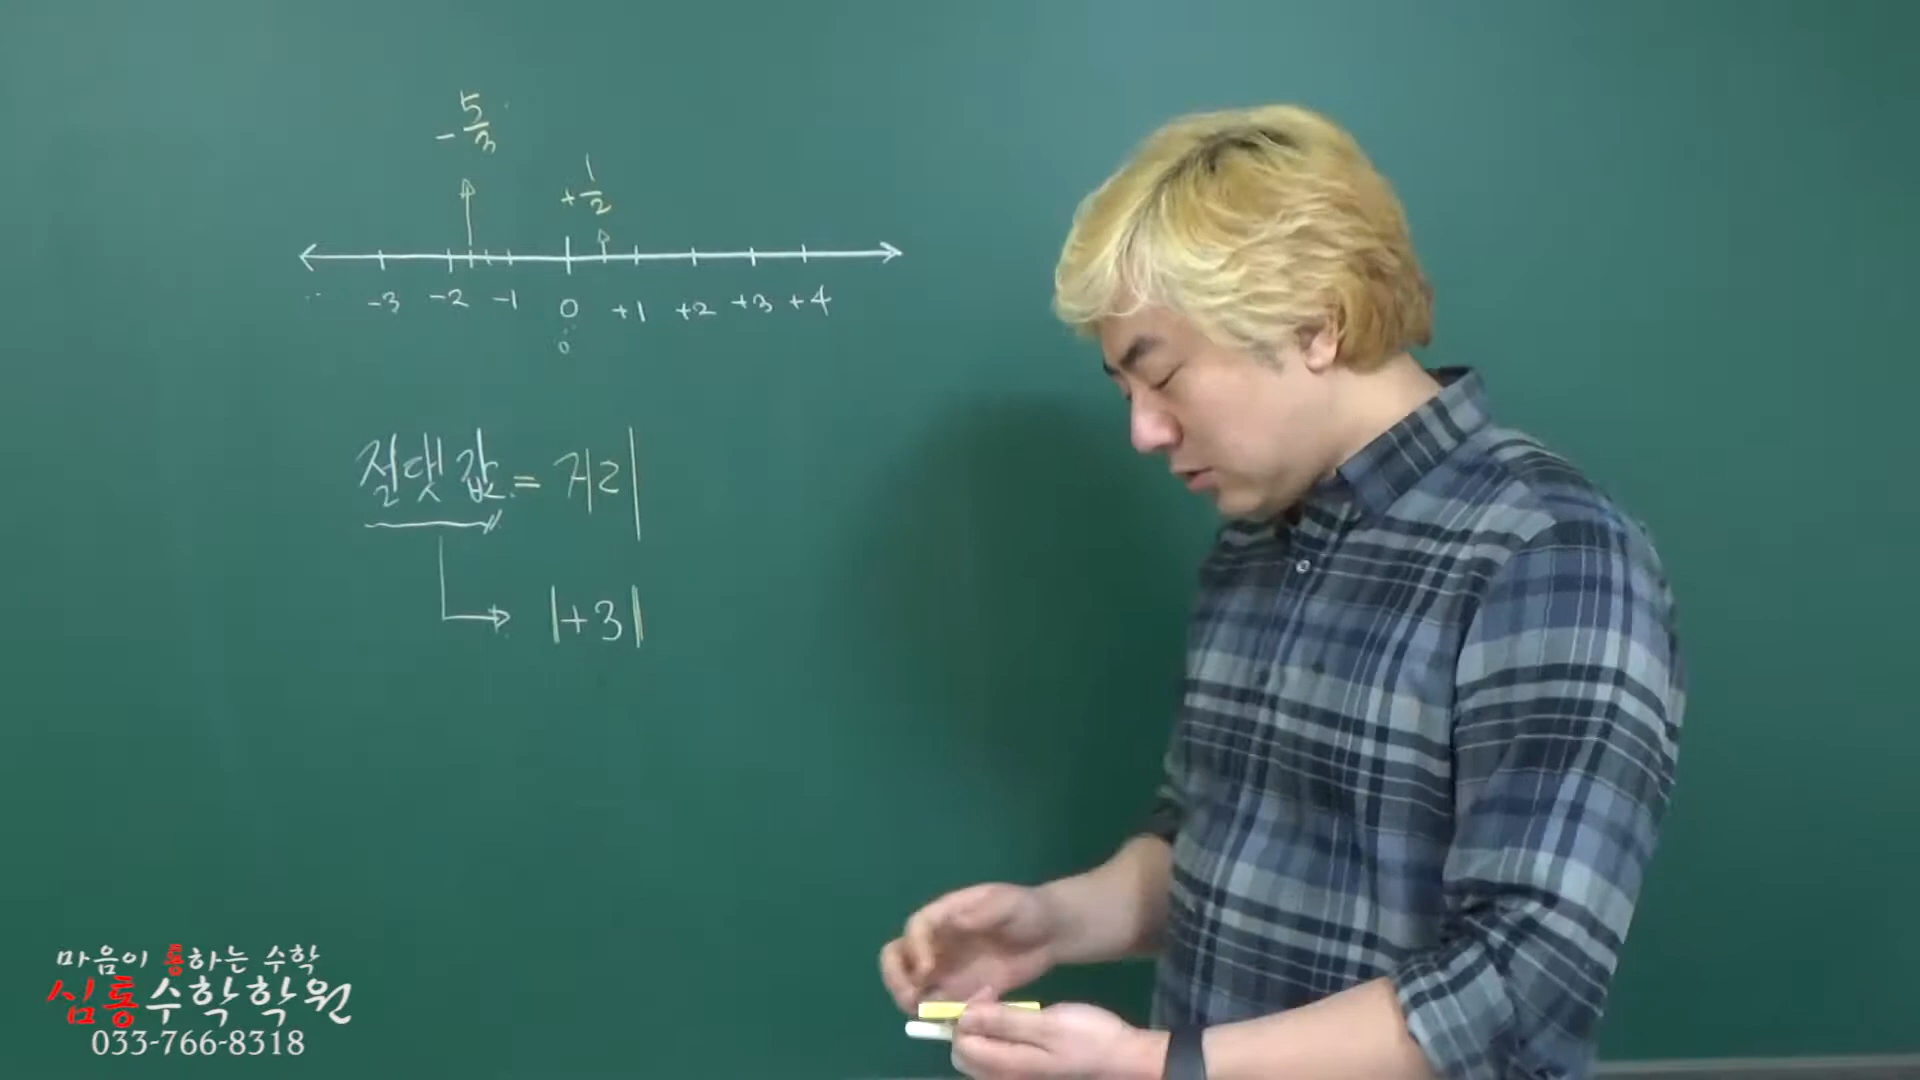 - 5/3
+ 1/2
-3 -2 -1 0 +1 +2 +3 +4
0
절댓값 = 거리
|+3|
마음이 통하는 수학
심통수학학원
033-766-8318